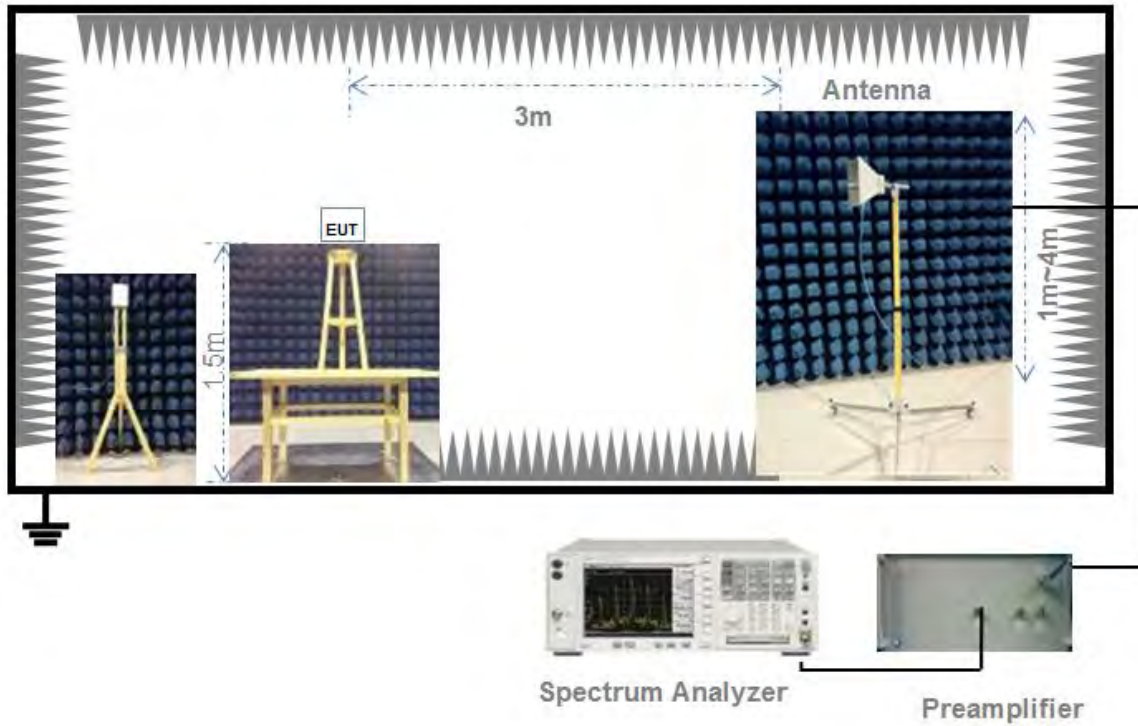 Antenna
3m
EUT
1.5m
1m~4m
Spectrum Analyzer
Preamplifier